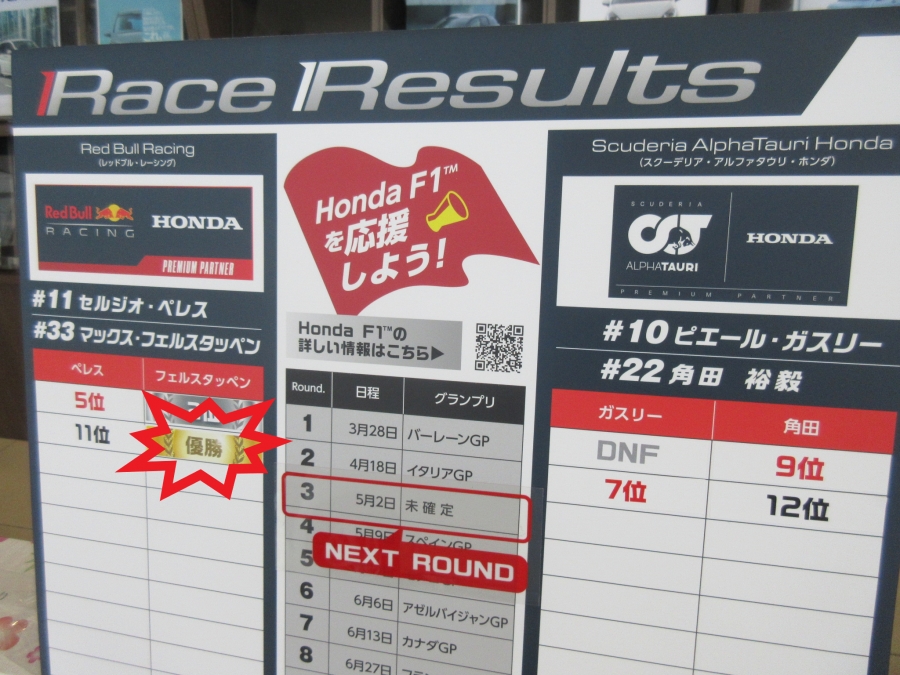 Race Results
Red Bull Racing
(レッドブル・レーシング)
Red Bull
RACING
HONDA
PREMIUM PARTNER
#11 セルジオ・ペレス
#33 マックス・フェルスタッペン
ペレス
フェルスタッペン
5位
11位
優勝
Honda F1™
を応援
しよう!
Honda F1™の
詳しい情報はこちら▶
Round.
日程
グランプリ
1
3月28日
バーレーンGP
2
4月18日
イタリアGP
3
5月2日
未確定
4
5月9日
スペインGP
NEXT ROUND
5
6
6月6日
アゼルバイジャンGP
7
6月13日
カナダGP
8
6月27日
Scuderia AlphaTauri Honda
(スクーデリア・アルファタウリ・ホンダ)
SCUDERIA
ALPHATAURI
HONDA
PREMIUM PARTNER
#10 ピエール・ガスリー
#22 角田 裕毅
ガスリー
角田
DNF
9位
7位
12位